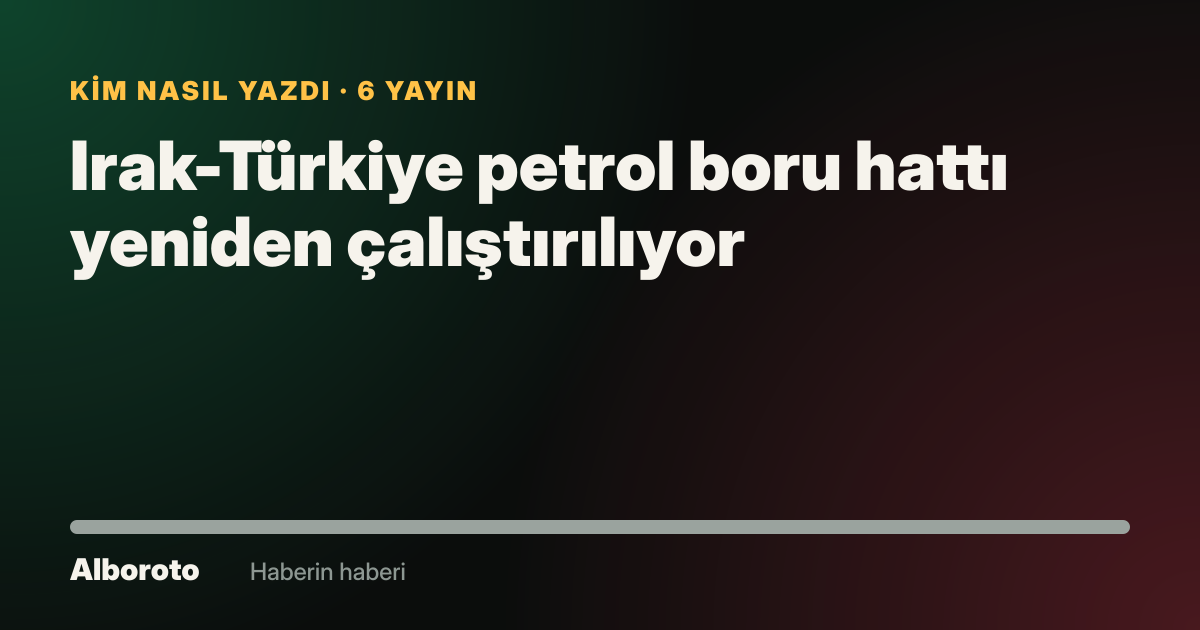 KİM NASIL YAZDI · 6 YAYIN
Irak-Türkiye petrol boru hattı
yeniden çalıştırılıyor
Alboroto
Haberin haberi